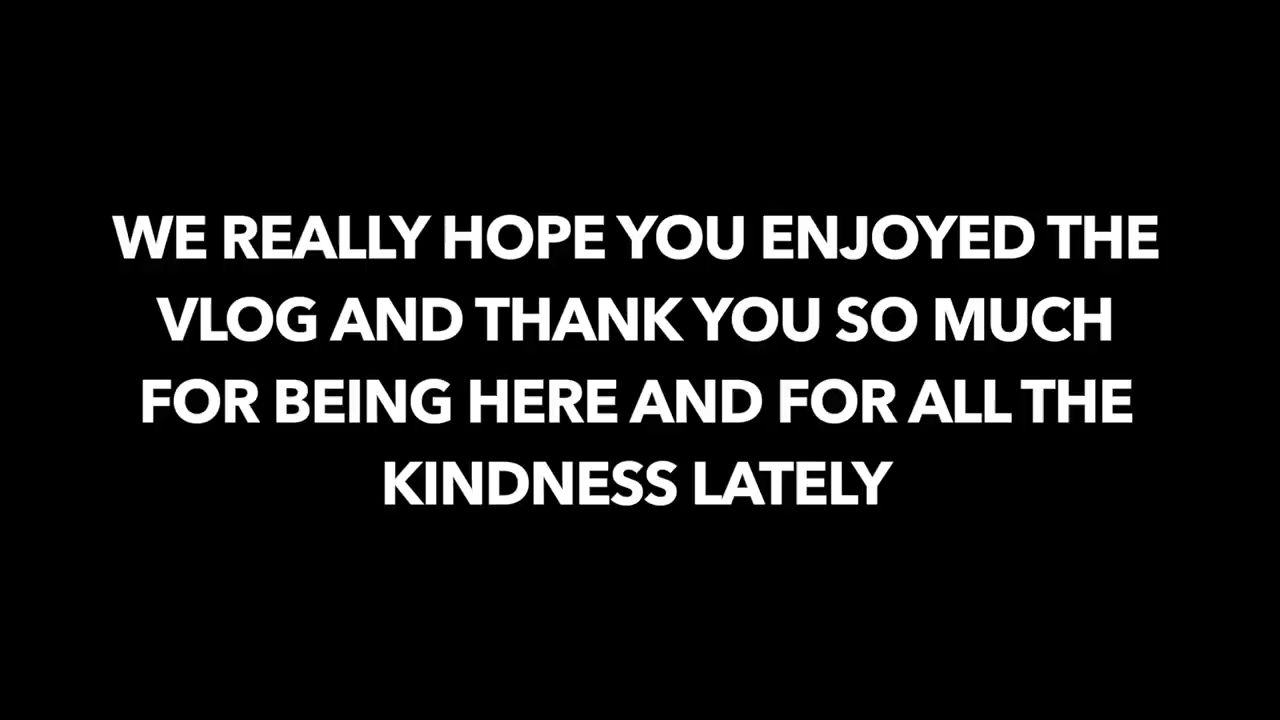 WE REALLY HOPE YOU ENJOYED THE
VLOG AND THANK YOU SO MUCH
FOR BEING HERE AND FOR ALL THE
KINDNESS LATELY